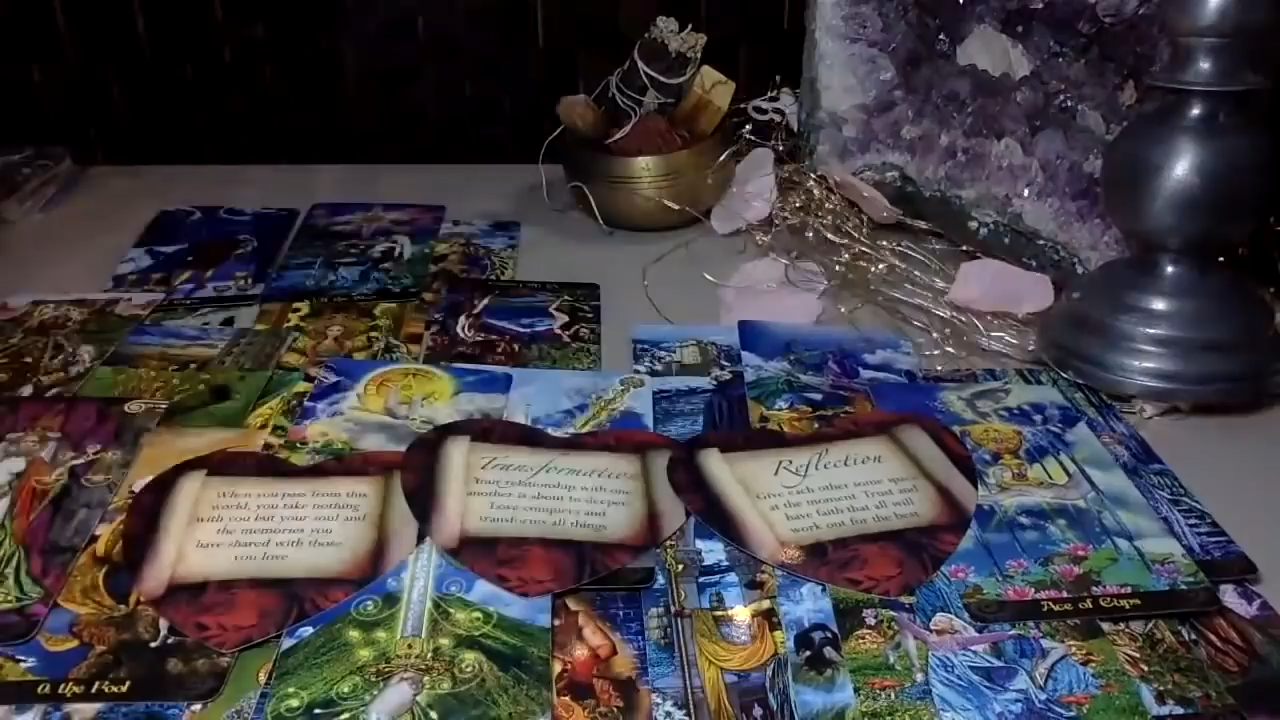 When you pass from this
world, you take nothing
with you but your soul and
the memories you
have shared with those
you love
Transformation
Your relationship with one
another is about to deepen
Love conquers and
transforms all things
Reflection
Give each other some space
at the moment. Trust and
have faith that all will
work out for the best
Ace of Cups
0. the Fool